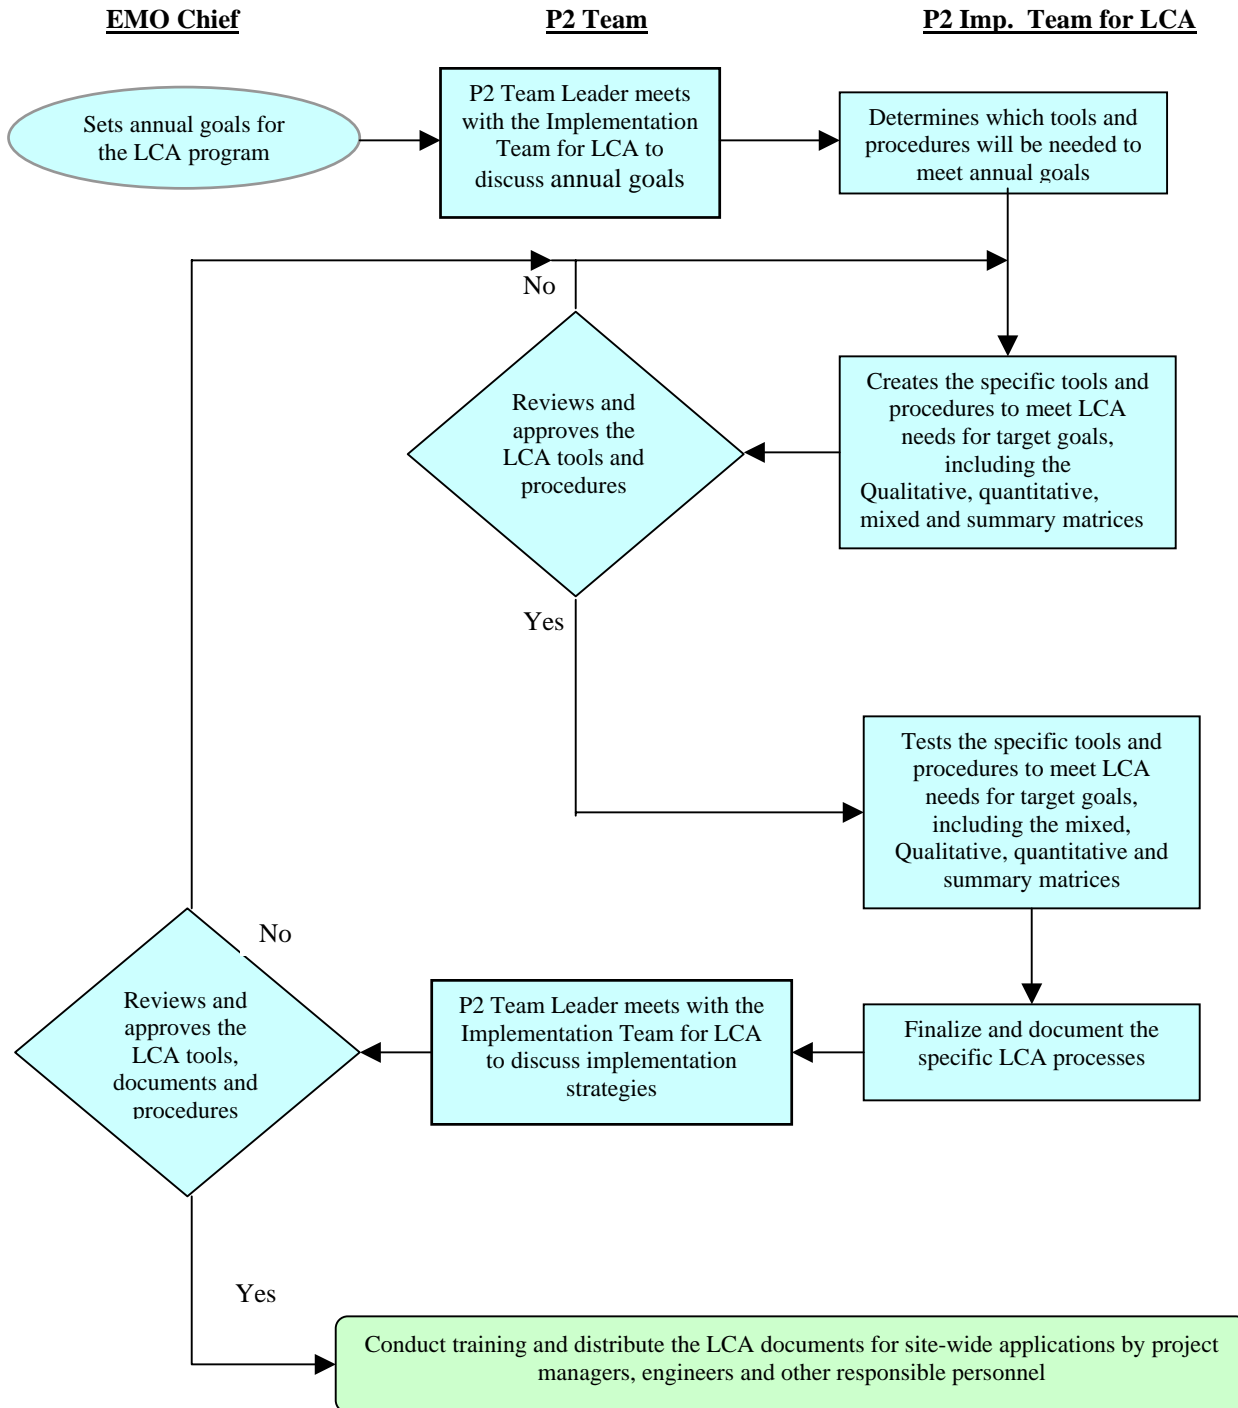 EMO Chief
P2 Team
P2 Imp. Team for LCA
Sets annual goals for
the LCA program
P2 Team Leader meets
with the Implementation
Team for LCA to
discuss annual goals
Determines which tools and
procedures will be needed to
meet annual goals
No
Reviews and
approves the
LCA tools and
procedures
Creates the specific tools and
procedures to meet LCA
needs for target goals,
including the
Qualitative, quantitative,
mixed and summary matrices
Yes
Tests the specific tools and
procedures to meet LCA
needs for target goals,
including the mixed,
Qualitative, quantitative and
summary matrices
No
Reviews and
approves the
LCA tools,
documents and
procedures
P2 Team Leader meets with the
Implementation Team for LCA
to discuss implementation
strategies
Finalize and document the
specific LCA processes
Yes
Conduct training and distribute the LCA documents for site-wide applications by project
managers, engineers and other responsible personnel